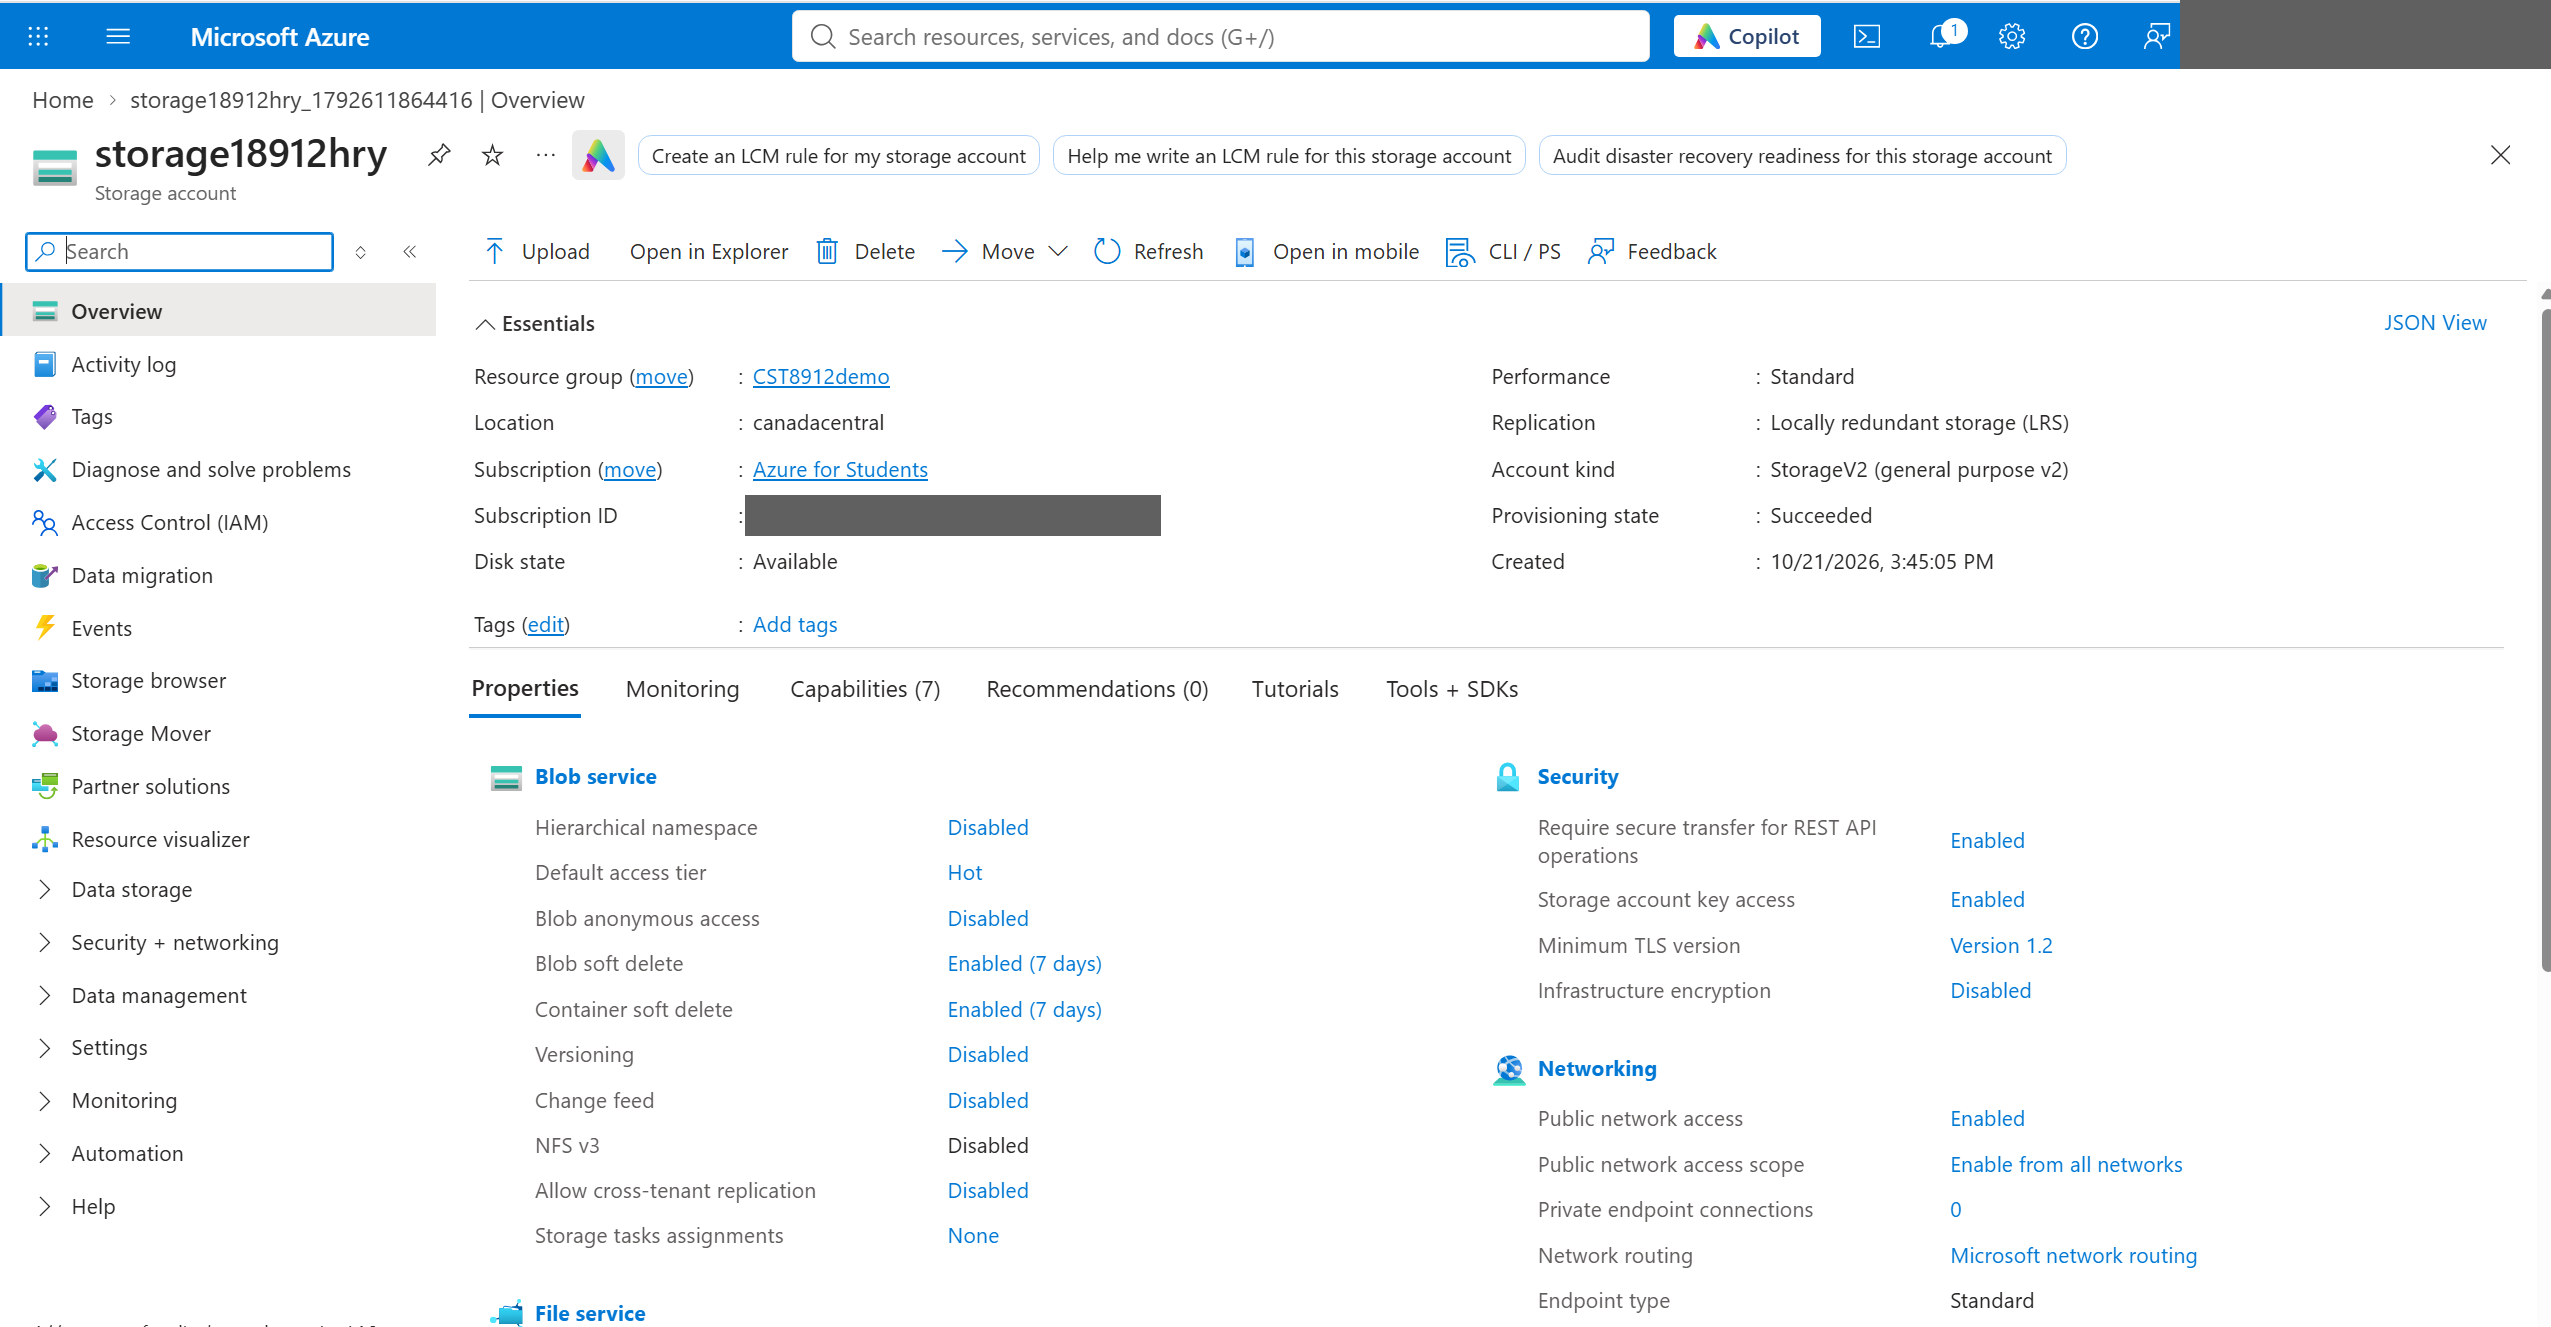 Microsoft Azure
Search resources, services, and docs (G+/)
Copilot
1
Home > storage18912hry_1792611864416 | Overview
storage18912hry
Storage account
Create an LCM rule for my storage account
Help me write an LCM rule for this storage account
Audit disaster recovery readiness for this storage account
Search
Overview
Activity log
Tags
Diagnose and solve problems
Access Control (IAM)
Data migration
Events
Storage browser
Storage Mover
Partner solutions
Resource visualizer
Data storage
Security + networking
Data management
Settings
Monitoring
Automation
Help
Upload
Open in Explorer
Delete
Move
Refresh
Open in mobile
CLI / PS
Feedback
Essentials
JSON View
Resource group (move) : CST8912demo
Location : canadacentral
Subscription (move) : Azure for Students
Subscription ID :
Disk state : Available
Performance : Standard
Replication : Locally redundant storage (LRS)
Account kind : StorageV2 (general purpose v2)
Provisioning state : Succeeded
Created : 10/21/2026, 3:45:05 PM
Tags (edit) : Add tags
Properties
Monitoring
Capabilities (7)
Recommendations (0)
Tutorials
Tools + SDKs
Blob service
Hierarchical namespace Disabled
Default access tier Hot
Blob anonymous access Disabled
Blob soft delete Enabled (7 days)
Container soft delete Enabled (7 days)
Versioning Disabled
Change feed Disabled
NFS v3 Disabled
Allow cross-tenant replication Disabled
Storage tasks assignments None
File service
Security
Require secure transfer for REST API
operations Enabled
Storage account key access Enabled
Minimum TLS version Version 1.2
Infrastructure encryption Disabled
Networking
Public network access Enabled
Public network access scope Enable from all networks
Private endpoint connections 0
Network routing Microsoft network routing
Endpoint type Standard